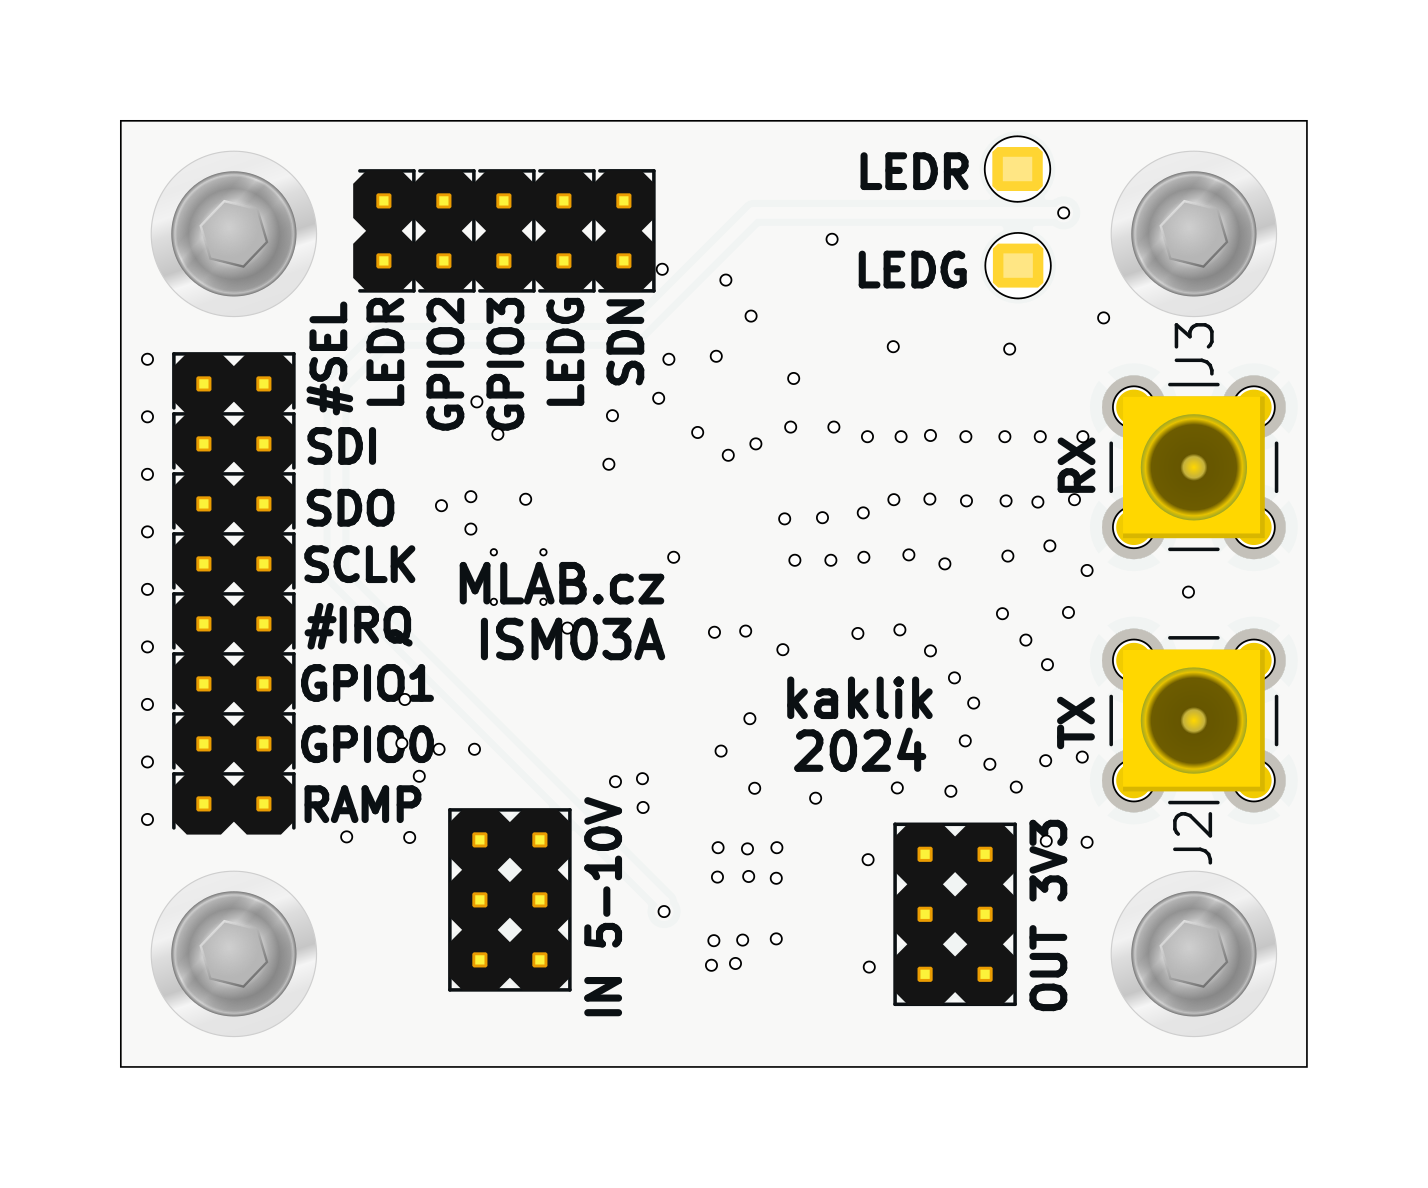 LEDR
LEDG
#SEL
LEDR
GPIO2
GPIO3
LEDG
SDN
SDI
SDO
SCLK
#IRQ
GPIO1
GPIO0
RAMP
MLAB.cz
ISM03A
kaklik
2024
J3
RX
TX
J2
IN 5-10V
OUT 3V3